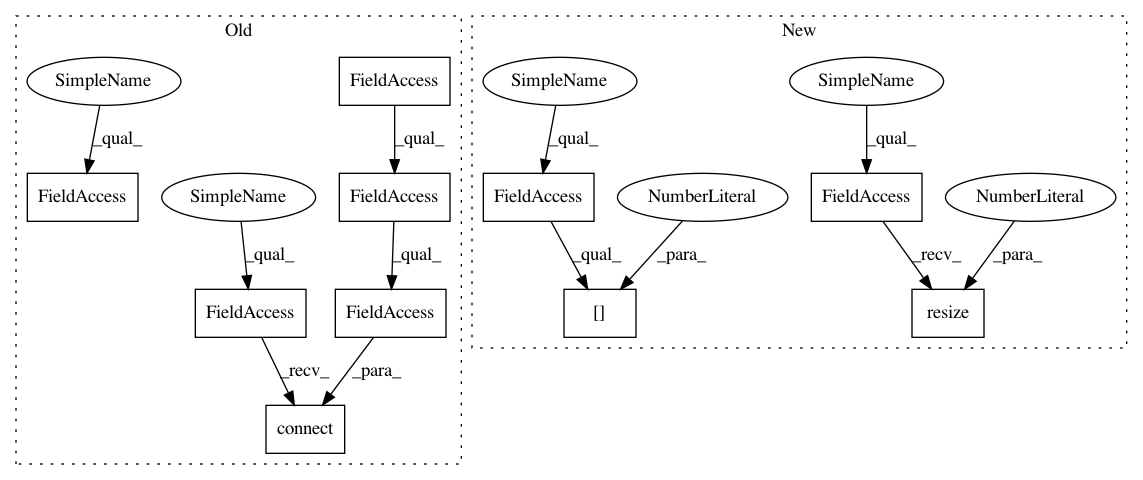 Old
New
SimpleName
FieldAccess
SimpleName
SimpleName
_qual_
_qual_
_qual_
_qual_
FieldAccess
SimpleName
FieldAccess
FieldAccess
NumberLiteral
FieldAccess
NumberLiteral
_qual_
_qual_
_qual_
_para_
_recv_
_para_
FieldAccess
FieldAccess
[]
resize
_recv_
_para_
connect